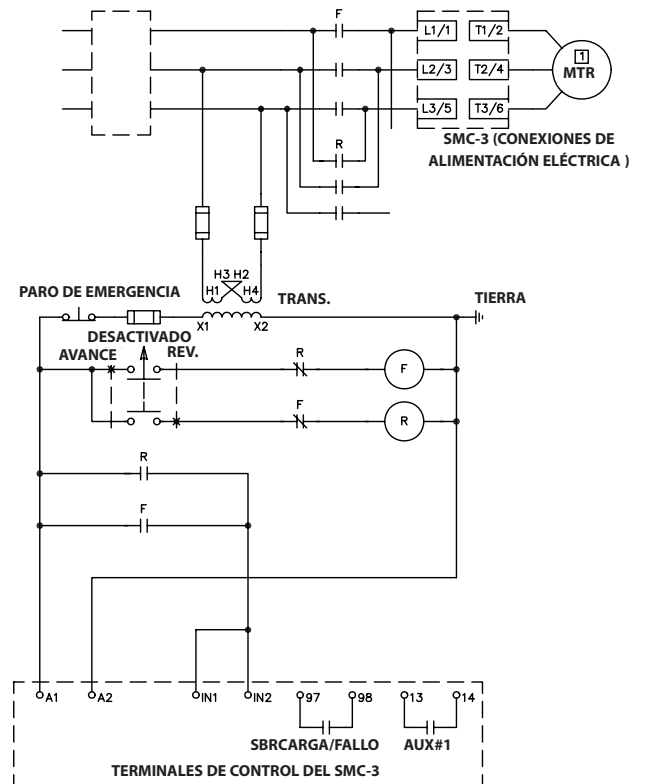 F
L1/1 T1/2
1
L2/3 T2/4 MTR
L3/5 T3/6
SMC-3 (CONEXIONES DE
ALIMENTACIÓN ELÉCTRICA )
R
H3 H2
H1 H4
PARO DE EMERGENCIA
TRANS.
TIERRA
X1 X2
DESACTIVADO
AVANCE REV.
R
F
F
R
R
F
A1 A2 IN1 IN2 97 98 13 14
SBRCARGA/FALLO AUX#1
TERMINALES DE CONTROL DEL SMC-3